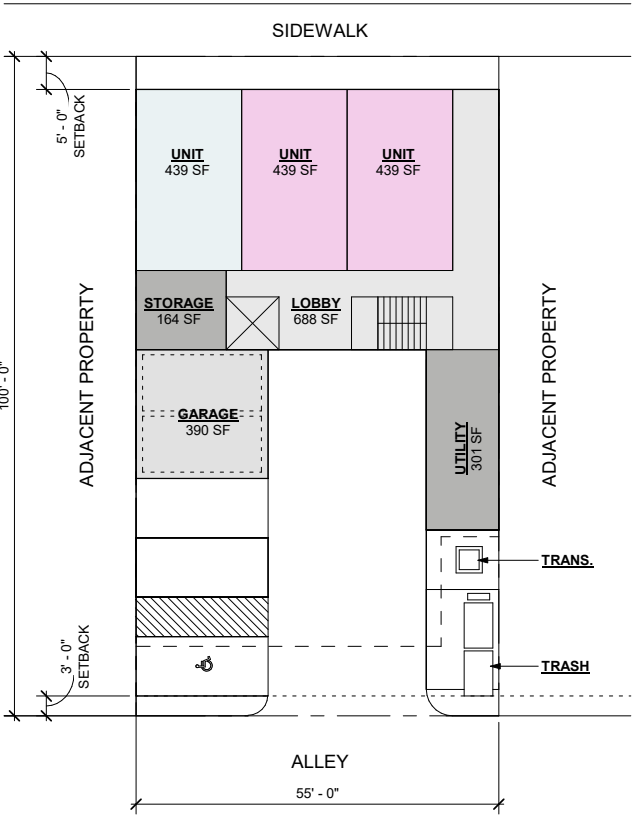 SIDEWALK
5' - 0"
SETBACK
UNIT
439 SF
UNIT
439 SF
UNIT
439 SF
STORAGE
164 SF
LOBBY
688 SF
ADJACENT PROPERTY
ADJACENT PROPERTY
100' - 0"
GARAGE
390 SF
UTILITY
301 SF
TRANS.
3' - 0"
SETBACK
TRASH
ALLEY
55' - 0"